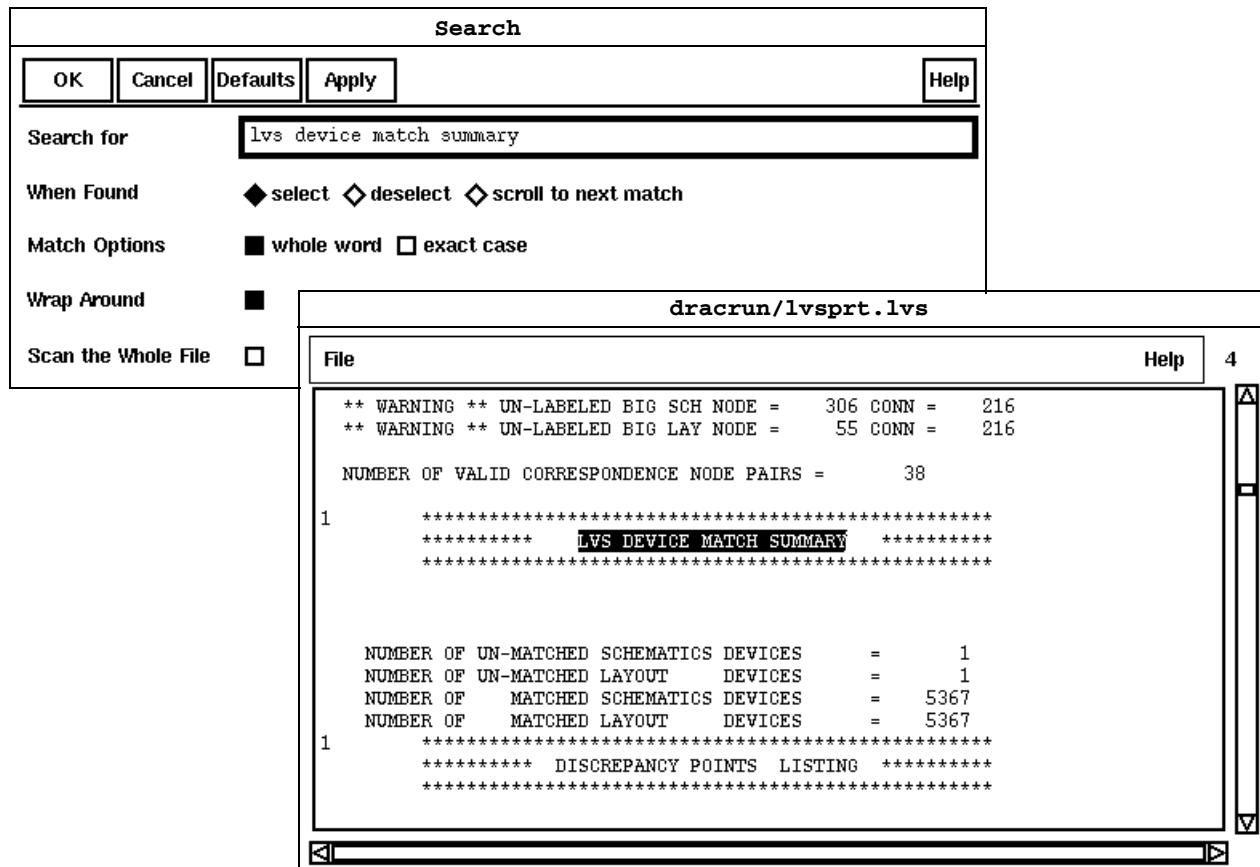 Search
OK Cancel Defaults Apply Help
Search for lvs device match summary
When Found select deselect scroll to next match
Match Options whole word exact case
Wrap Around
Scan the Whole File
dracrun/lvsprt.lvs
File Help 4
** WARNING ** UN-LABELED BIG SCH NODE = 306 CONN = 216
** WARNING ** UN-LABELED BIG LAY NODE = 55 CONN = 216
NUMBER OF VALID CORRESPONDENCE NODE PAIRS = 38
1 ***************************************************
********** LVS DEVICE MATCH SUMMARY **********
***************************************************
NUMBER OF UN-MATCHED SCHEMATICS DEVICES = 1
NUMBER OF UN-MATCHED LAYOUT DEVICES = 1
NUMBER OF MATCHED SCHEMATICS DEVICES = 5367
NUMBER OF MATCHED LAYOUT DEVICES = 5367
1 ***************************************************
********** DISCREPANCY POINTS LISTING **********
***************************************************